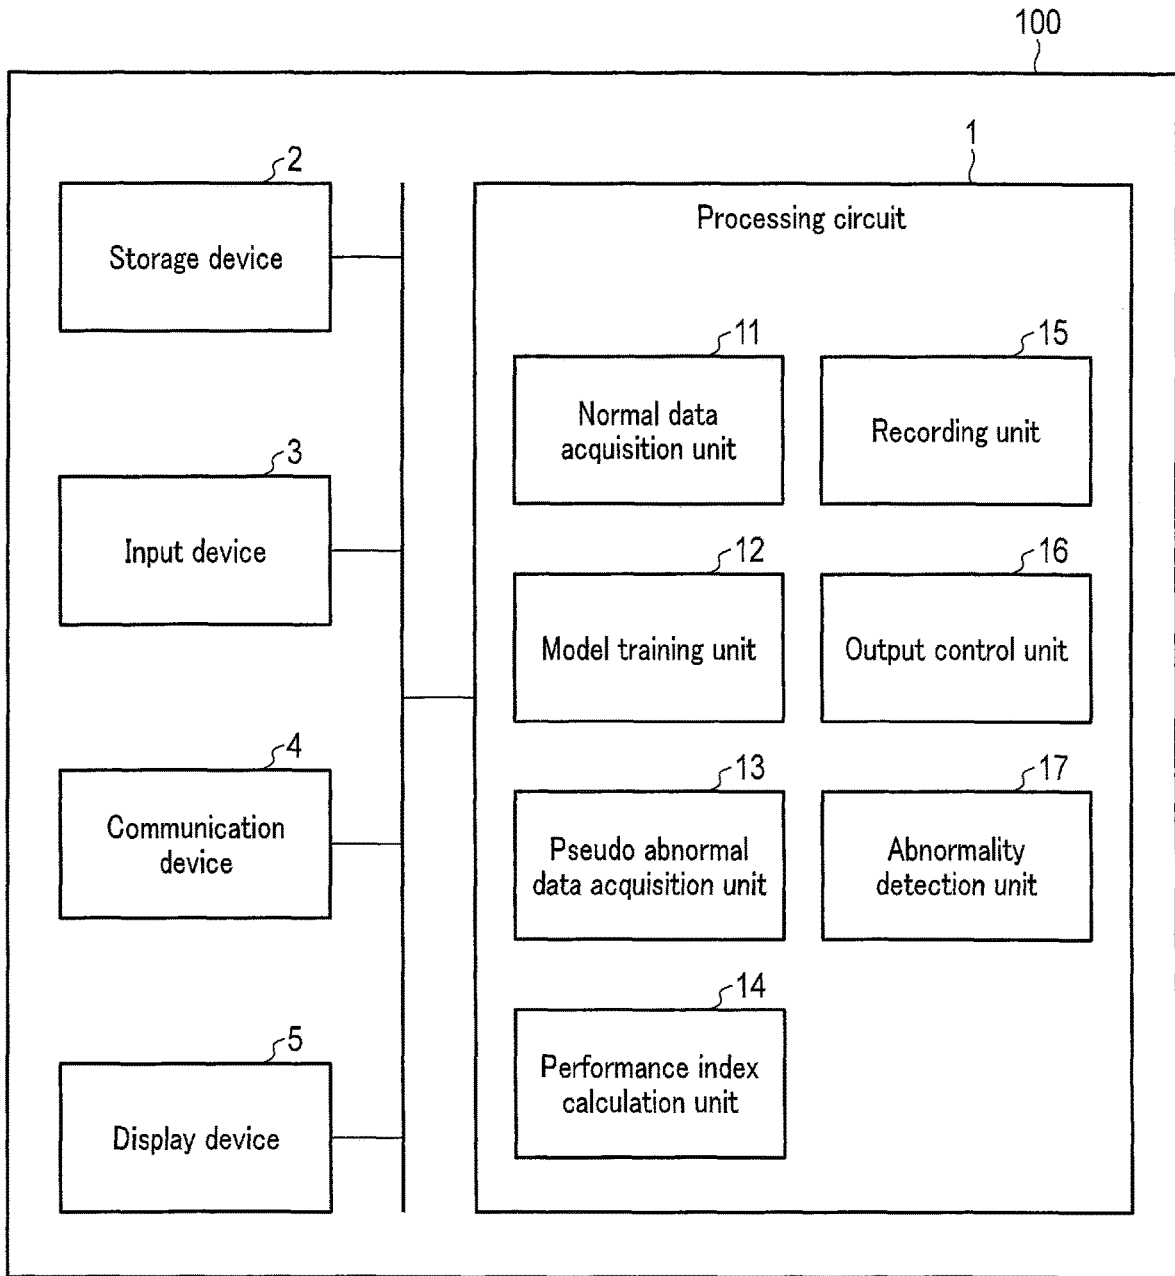 100
1
2
Storage device
Processing circuit
11
Normal data
acquisition unit
15
Recording unit
3
Input device
12
Model training unit
16
Output control unit
4
Communication
device
13
Pseudo abnormal
data acquisition unit
17
Abnormality
detection unit
14
Performance index
calculation unit
5
Display device